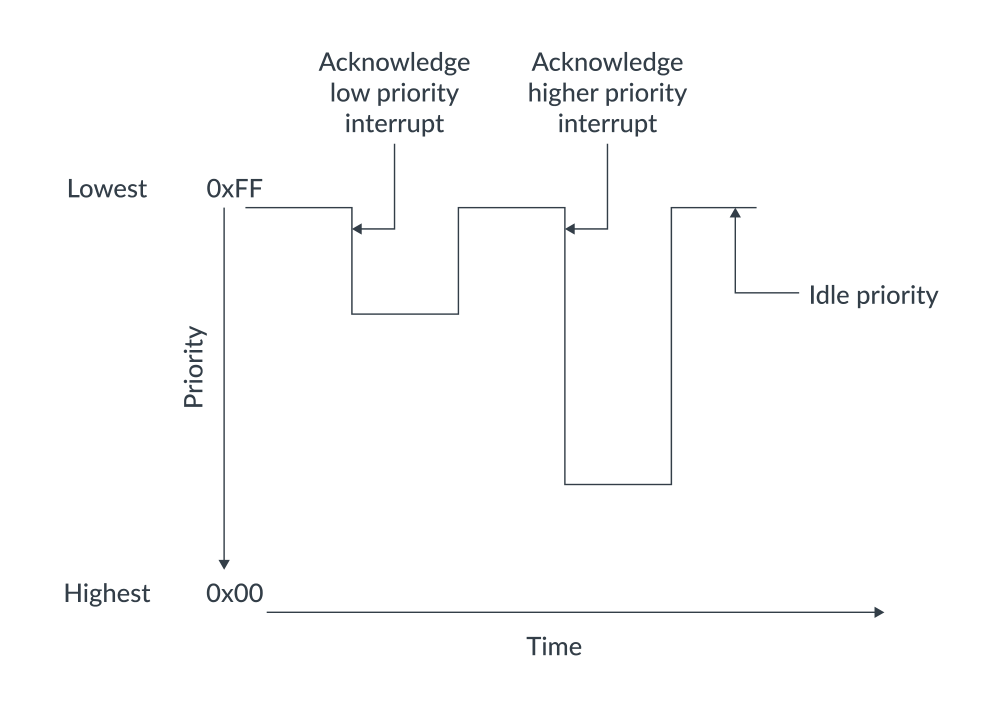 Acknowledge
low priority
interrupt
Acknowledge
higher priority
interrupt
Lowest
0xFF
Idle priority
Priority
Highest
0x00
Time